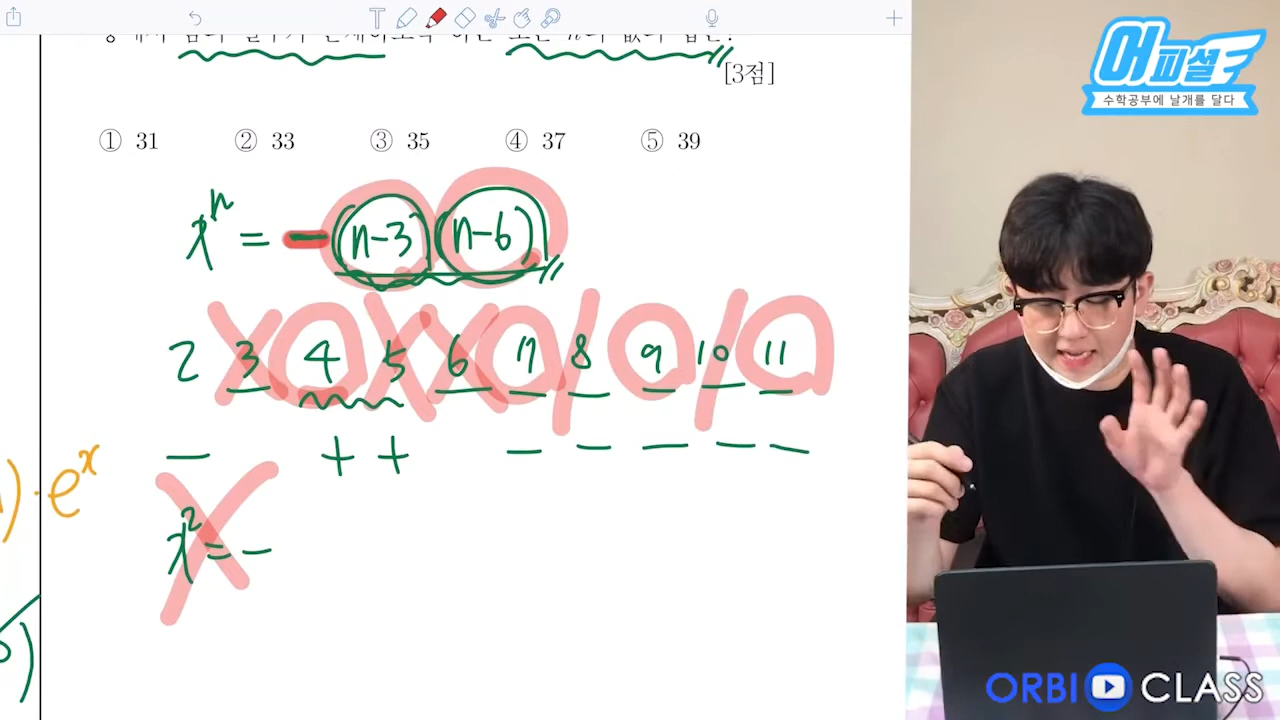 어피셜
수학공부에 날개를 달다
[3점]
① 31 ② 33 ③ 35 ④ 37 ⑤ 39
xⁿ = -(n-3)(n-6)
2 3 4 5 6 7 8 9 10 11
− + + − − − − −
·eˣ
x² = −
ORBI CLASS